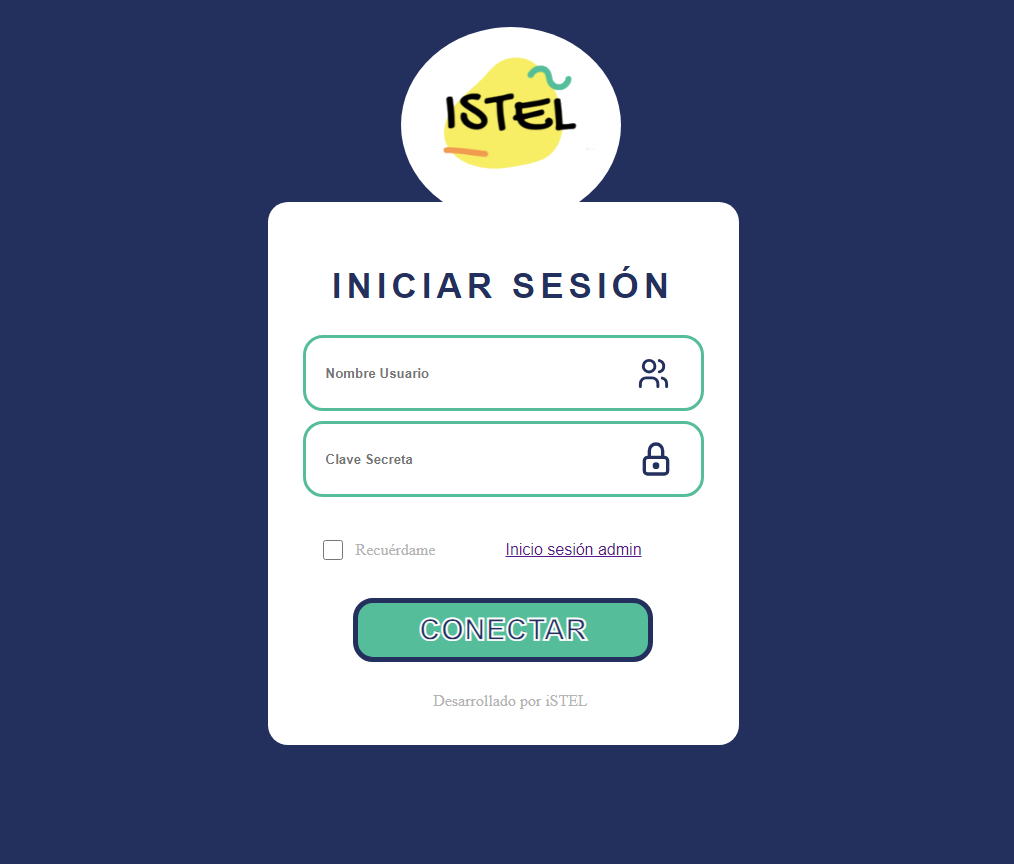 ISTEL
INICIAR SESIÓN
Nombre Usuario
Clave Secreta
Recuérdame Inicio sesión admin
CONECTAR
Desarrollado por iSTEL